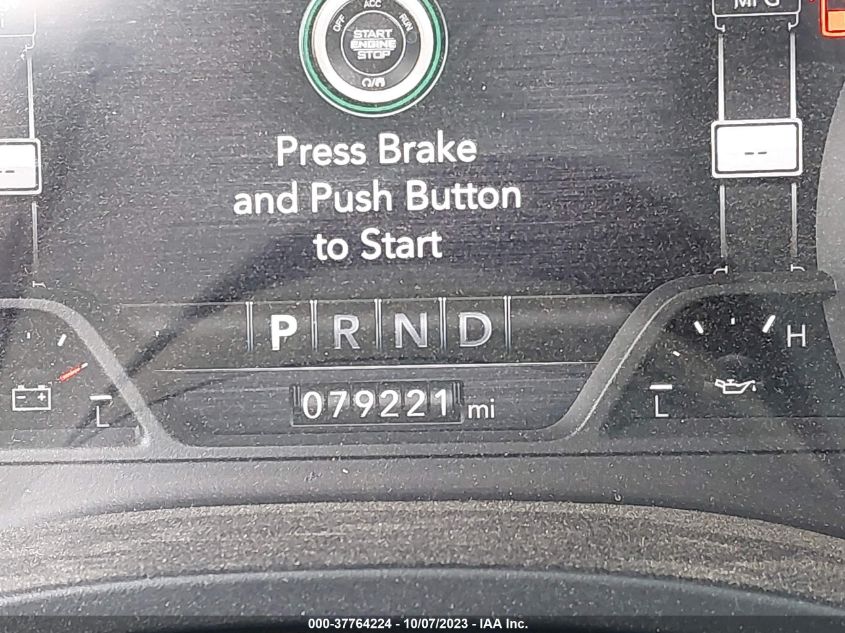 ACC
OFF
RUN
START
ENGINE
STOP
MPG
--
--
Press Brake
and Push Button
to Start
P R N D
H
L
L
079221 mi
000-37764224 - 10/07/2023 - IAA Inc.